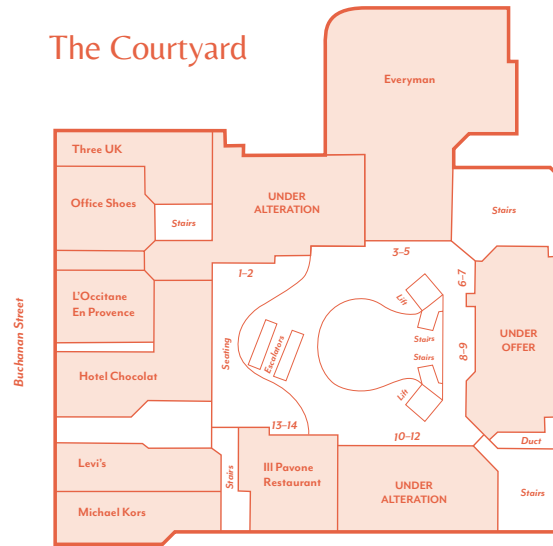 The Courtyard
Everyman
Three UK
Office Shoes
Stairs
UNDER
ALTERATION
Stairs
1–2
3–5
6–7
L'Occitane
En Provence
Lift
Stairs
UNDER
OFFER
Buchanan Street
Seating
Escalators
Stairs
8–9
Hotel Chocolat
Lift
13–14
10–12
Duct
Levi's
Stairs
III Pavone
Restaurant
UNDER
ALTERATION
Stairs
Michael Kors